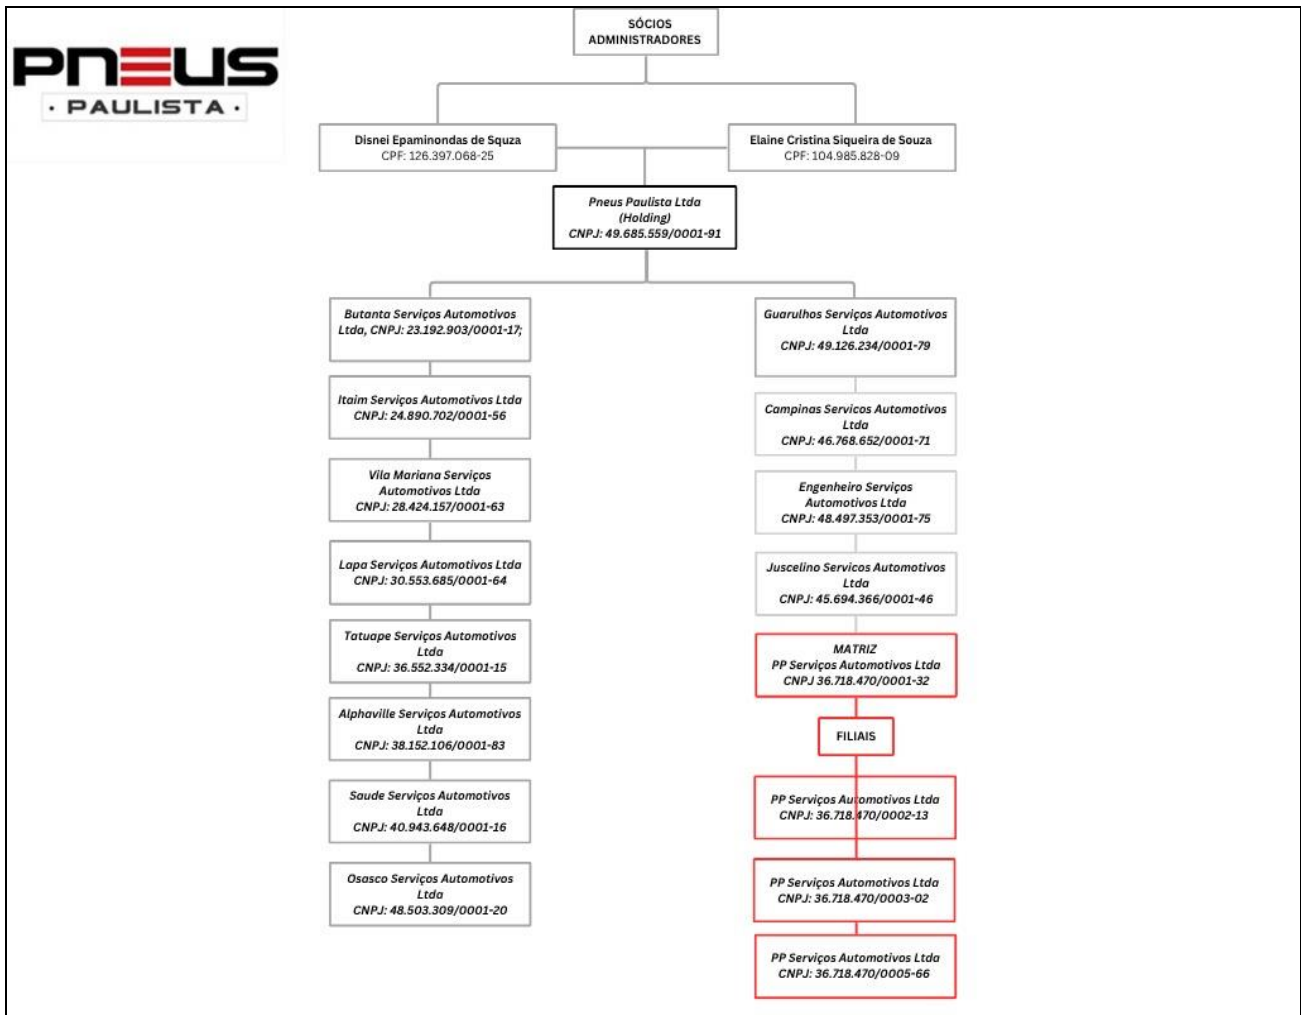 PNEUS
· PAULISTA ·
SÓCIOS
ADMINISTRADORES
Disnei Epaminondas de Squza
CPF: 126.397.068-25
Elaine Cristina Siqueira de Souza
CPF: 104.985.828-09
Pneus Paulista Ltda
(Holding)
CNPJ: 49.685.559/0001-91
Butanta Serviços Automotivos
Ltda, CNPJ: 23.192.903/0001-17;
Itaim Serviços Automotivos Ltda
CNPJ: 24.890.702/0001-56
Vila Mariana Serviços
Automotivos Ltda
CNPJ: 28.424.157/0001-63
Lapa Serviços Automotivos Ltda
CNPJ: 30.553.685/0001-64
Tatuape Serviços Automotivos
Ltda
CNPJ: 36.552.334/0001-15
Alphaville Serviços Automotivos
Ltda
CNPJ: 38.152.106/0001-83
Saude Serviços Automotivos
Ltda
CNPJ: 40.943.648/0001-16
Osasco Serviços Automotivos
Ltda
CNPJ: 48.503.309/0001-20
Guarulhos Serviços Automotivos
Ltda
CNPJ: 49.126.234/0001-79
Campinas Servicos Automotivos
Ltda
CNPJ: 46.768.652/0001-71
Engenheiro Serviços
Automotivos Ltda
CNPJ: 48.497.353/0001-75
Juscelino Servicos Automotivos
Ltda
CNPJ: 45.694.366/0001-46
MATRIZ
PP Serviços Automotivos Ltda
CNPJ 36.718.470/0001-32
FILIAIS
PP Serviços Automotivos Ltda
CNPJ: 36.718.470/0002-13
PP Serviços Automotivos Ltda
CNPJ: 36.718.470/0003-02
PP Serviços Automotivos Ltda
CNPJ: 36.718.470/0005-66